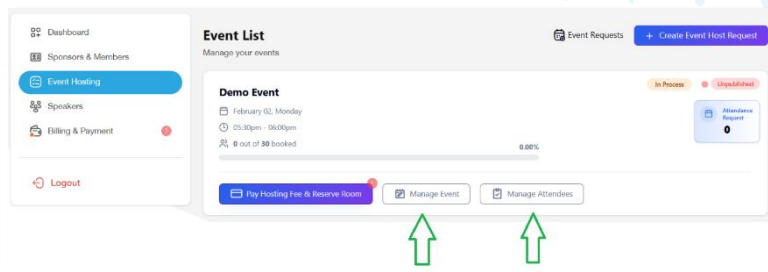 Dashboard
Sponsors & Members
Event Hosting
Speakers
Billing & Payment
Logout
Event List
Manage your events
Event Requests
+ Create Event Host Request
Demo Event
In Process
Unpublished
February 02, Monday
05:30pm - 06:00pm
0 out of 30 booked
0.00%
Attendance
Request
0
Pay Hosting Fee & Reserve Room
Manage Event
Manage Attendees